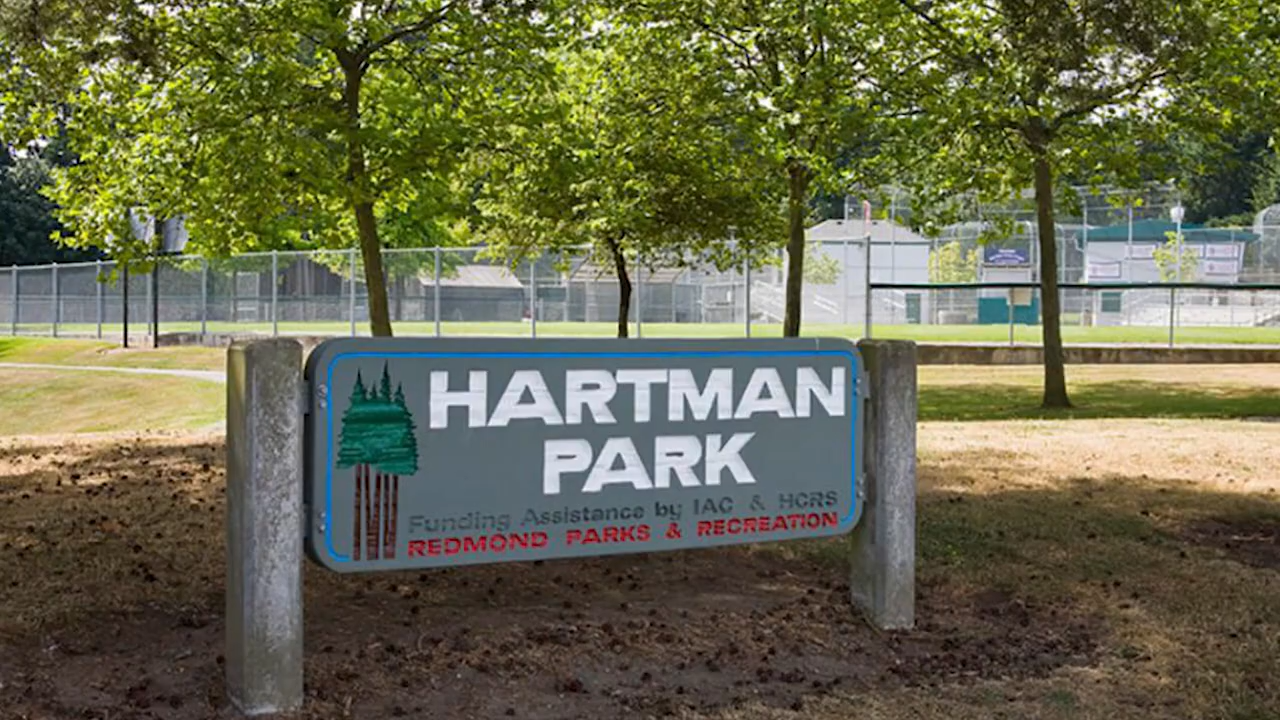 HARTMAN
PARK
Funding Assistance by IAC & HCRS
REDMOND PARKS & RECREATION